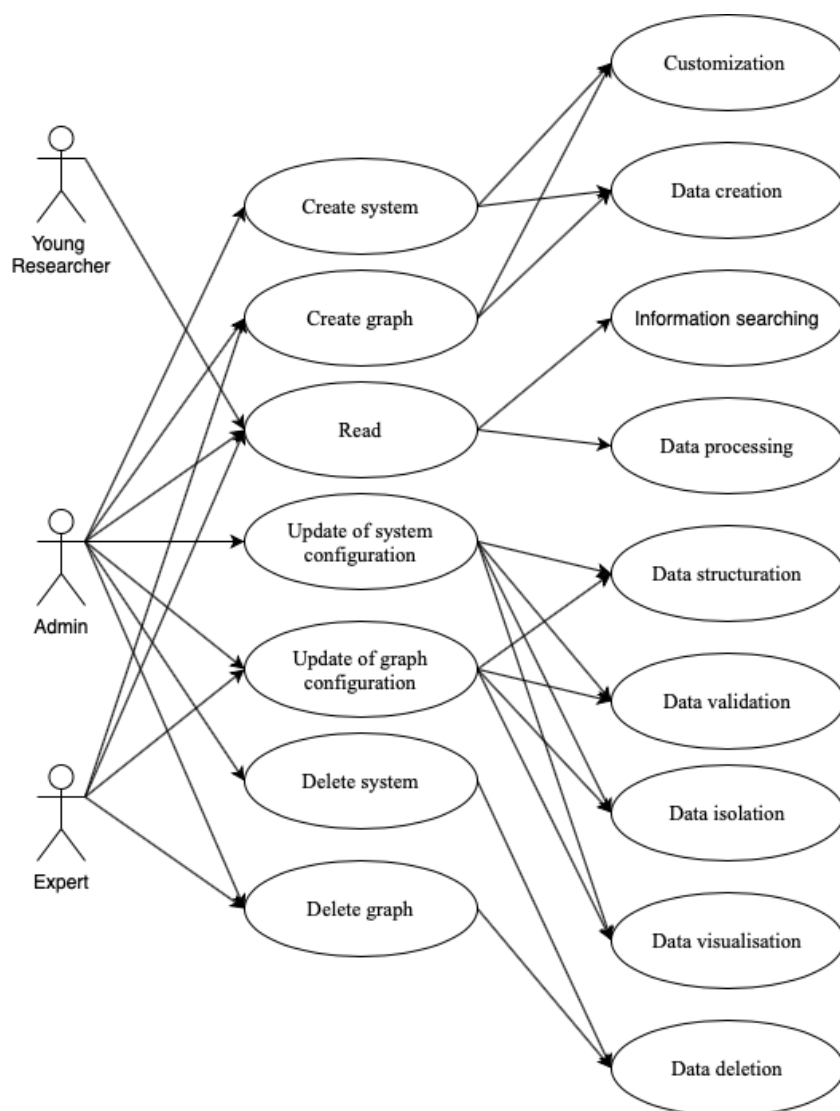 Customization
Young
Researcher
Create system
Data creation
Create graph
Information searching
Read
Data processing
Admin
Update of system
configuration
Data structuration
Update of graph
configuration
Data validation
Expert
Delete system
Data isolation
Delete graph
Data visualisation
Data deletion